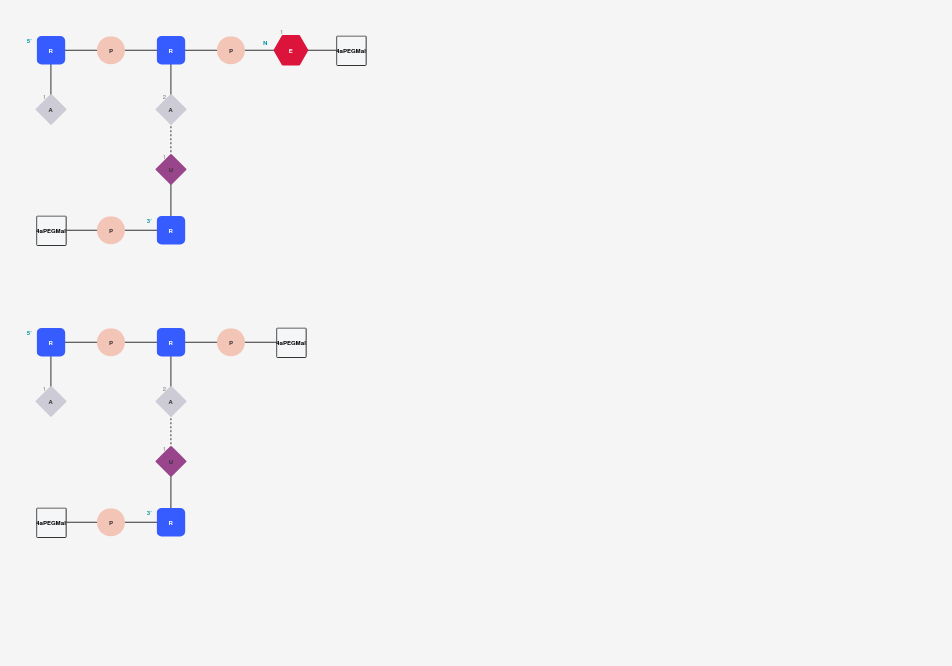 1
5' N
R P R P E 4aPEGMal
1 2
A A
1
U
3'
4aPEGMal P R
5'
R P R P 4aPEGMal
1 2
A A
1
U
3'
4aPEGMal P R